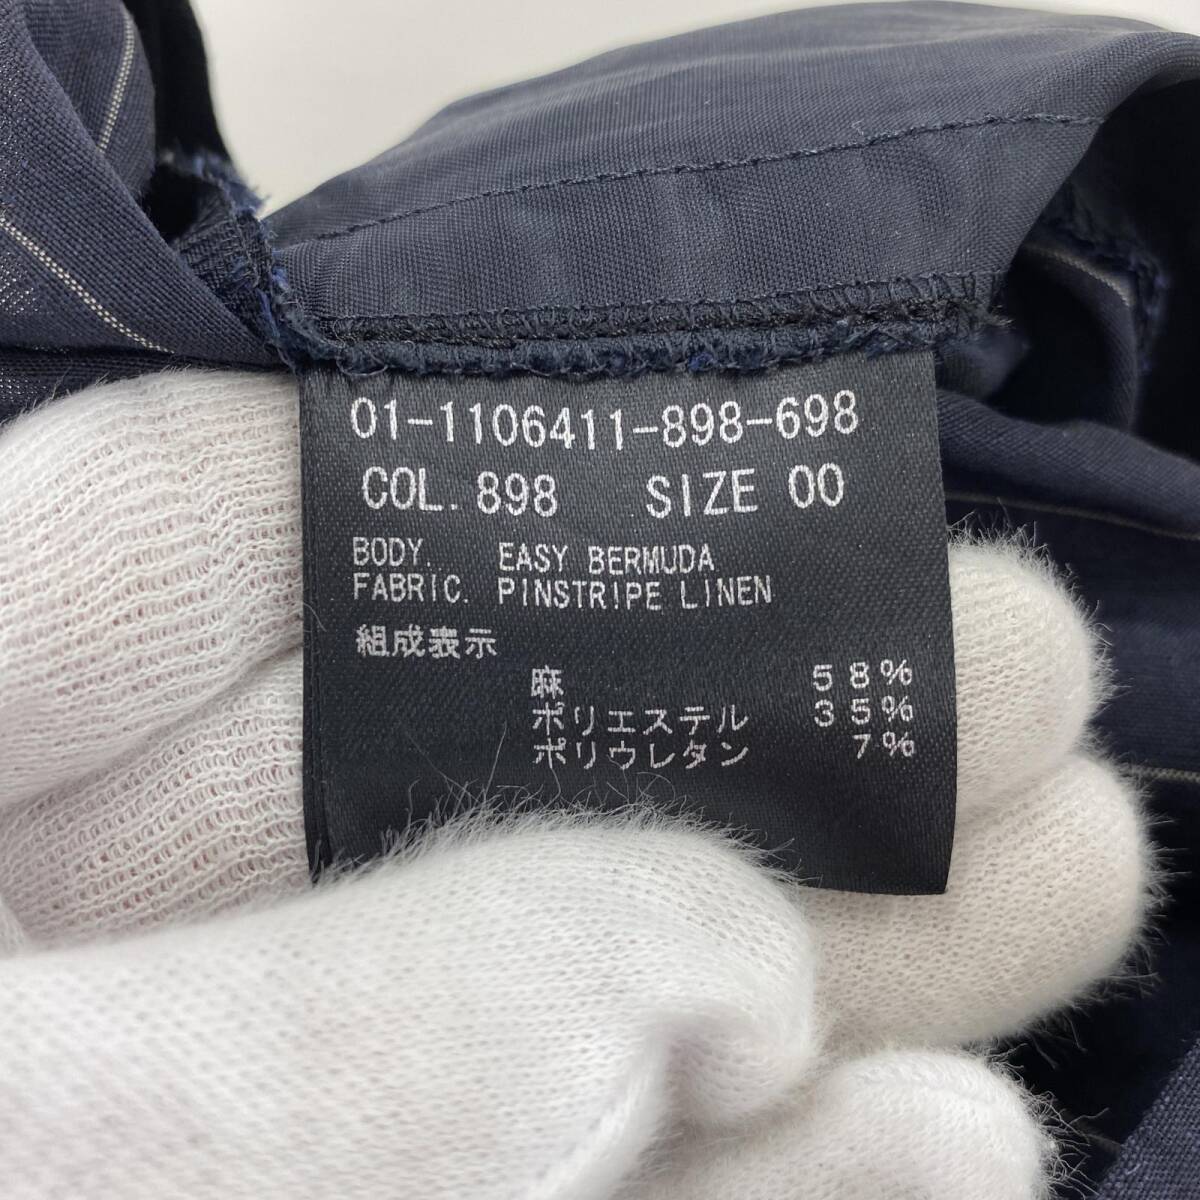 01-1106411-898-698
COL. 898 SIZE 00
BODY. EASY BERMUDA
FABRIC. PINSTRIPE LINEN
組成表示
麻 58%
ポリエステル 35%
ポリウレタン 7%